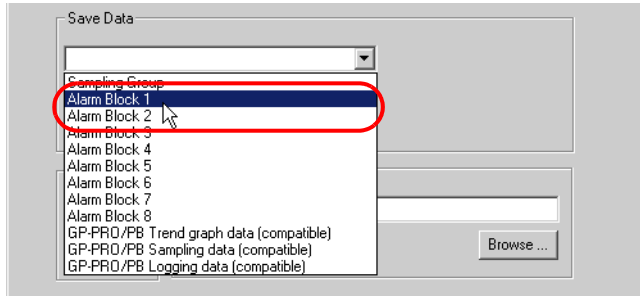 Save Data
Sampling Group
Alarm Block 1
Alarm Block 2
Alarm Block 3
Alarm Block 4
Alarm Block 5
Alarm Block 6
Alarm Block 7
Alarm Block 8
GP-PRO/PB Trend graph data (compatible)
GP-PRO/PB Sampling data (compatible)
GP-PRO/PB Logging data (compatible)
Browse ...